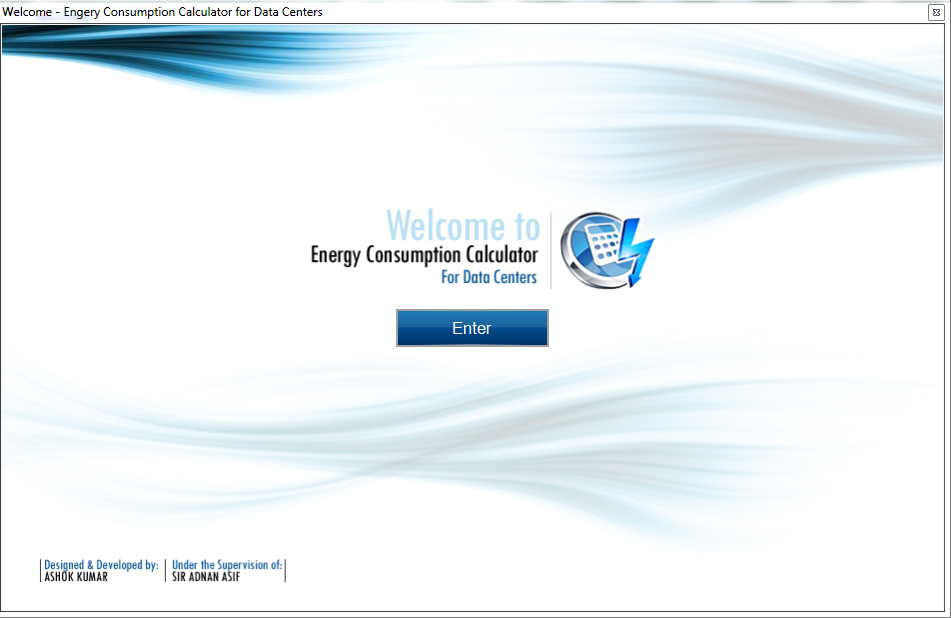 Welcome - Engery Consumption Calculator for Data Centers
Welcome to
Energy Consumption Calculator
For Data Centers
Enter
Designed & Developed by:
ASHOK KUMAR
Under the Supervision of:
SIR ADNAN ASIF